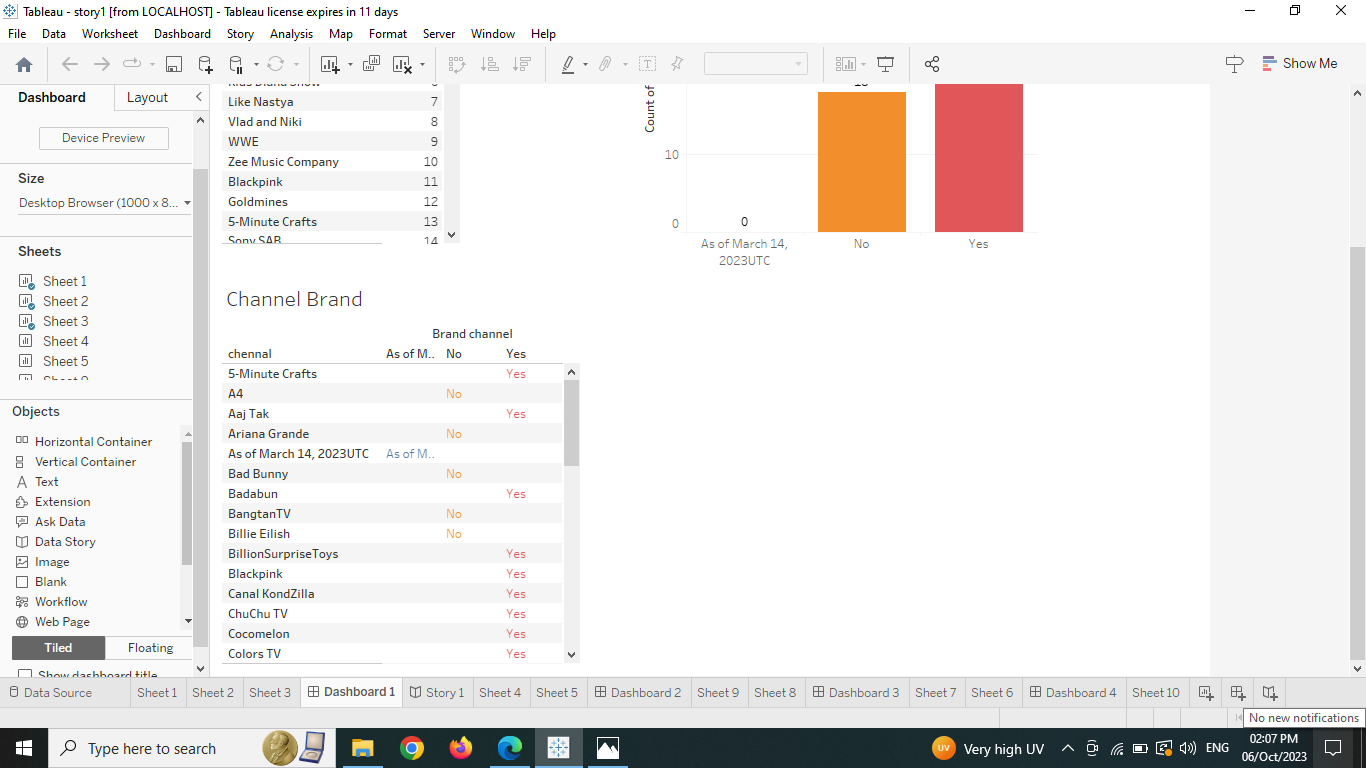 Tableau - story1 [from LOCALHOST] - Tableau license expires in 11 days
File Data Worksheet Dashboard Story Analysis Map Format Server Window Help
Show Me
Dashboard Layout
Device Preview
Size
Desktop Browser (1000 x 8...
Sheets
Sheet 1
Sheet 2
Sheet 3
Sheet 4
Sheet 5
Objects
Horizontal Container
Vertical Container
Text
Extension
Ask Data
Data Story
Image
Blank
Workflow
Web Page
Tiled Floating
Show dashboard title
Like Nastya 7
Vlad and Niki 8
WWE 9
Zee Music Company 10
Blackpink 11
Goldmines 12
5-Minute Crafts 13
Sony SAB 14
Count of
10
0
0
As of March 14,
2023UTC
No
Yes
Channel Brand
Brand channel
chennal As of M.. No Yes
5-Minute Crafts Yes
A4 No
Aaj Tak Yes
Ariana Grande No
As of March 14, 2023UTC As of M..
Bad Bunny No
Badabun Yes
BangtanTV No
Billie Eilish No
BillionSurpriseToys Yes
Blackpink Yes
Canal KondZilla Yes
ChuChu TV Yes
Cocomelon Yes
Colors TV Yes
Data Source Sheet 1 Sheet 2 Sheet 3 Dashboard 1 Story 1 Sheet 4 Sheet 5 Dashboard 2 Sheet 9 Sheet 8 Dashboard 3 Sheet 7 Sheet 6 Dashboard 4 Sheet 10
No new notifications
Type here to search
UV
Very high UV
ENG
02:07 PM
06/Oct/2023